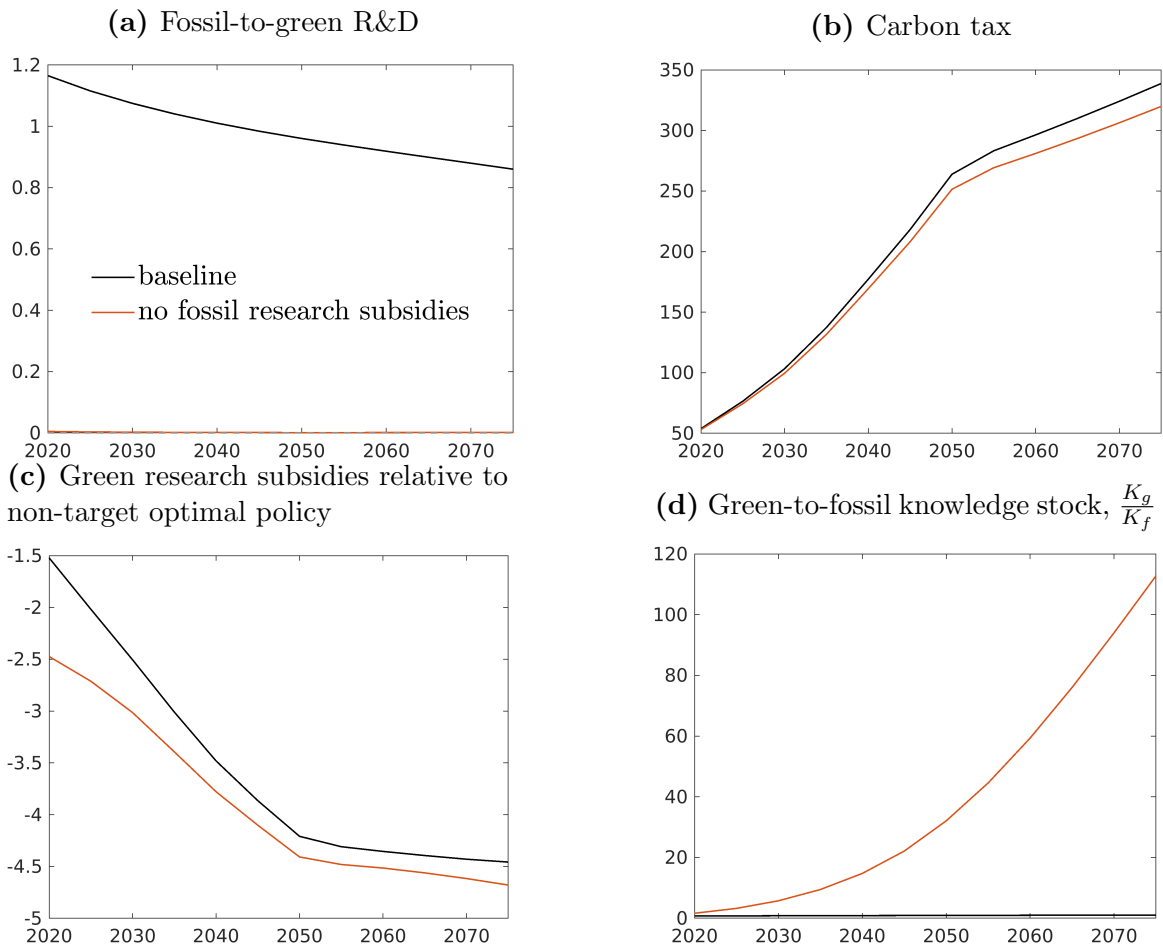 (a) Fossil-to-green R&D
1.2
1
0.8
0.6
0.4
0.2
0
baseline
no fossil research subsidies
2020 2030 2040 2050 2060 2070
(b) Carbon tax
350
300
250
200
150
100
50
2020 2030 2040 2050 2060 2070
(c) Green research subsidies relative to
non-target optimal policy
-1.5
-2
-2.5
-3
-3.5
-4
-4.5
-5
2020 2030 2040 2050 2060 2070
(d) Green-to-fossil knowledge stock, K_g/K_f
120
100
80
60
40
20
0
2020 2030 2040 2050 2060 2070